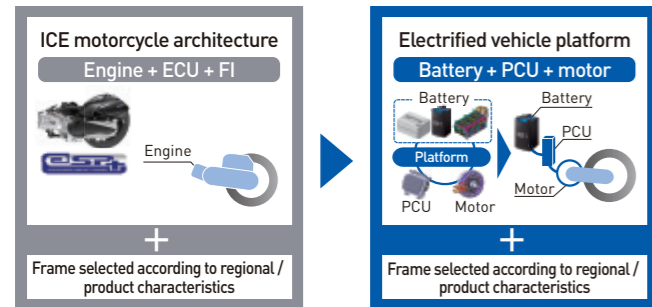 ICE motorcycle architecture
Engine + ECU + FI
eSP+
Engine
+
Frame selected according to regional /
product characteristics
Electrified vehicle platform
Battery + PCU + motor
Battery
Platform
PCU
Motor
Battery
PCU
Motor
+
Frame selected according to regional /
product characteristics